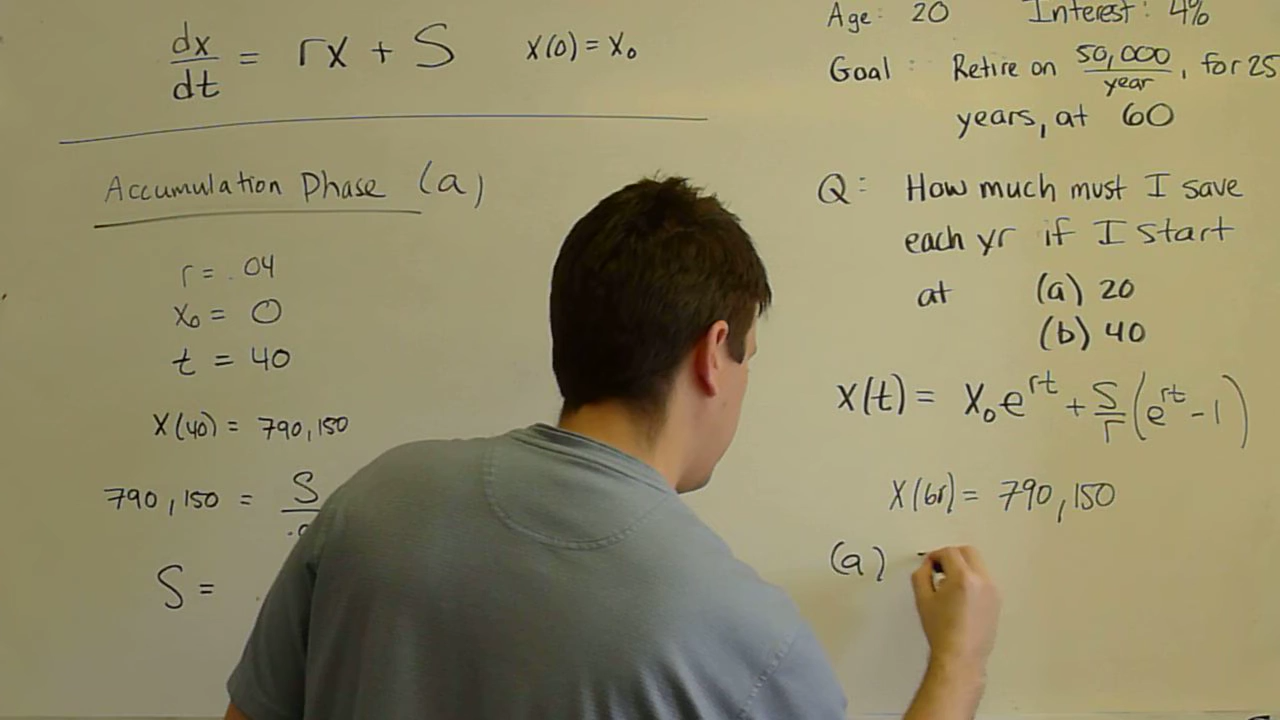 dx/dt = rx + S x(0) = x₀
Accumulation Phase (a)
r = .04
x₀ = 0
t = 40
x(40) = 790,150
790,150 = S
S =
Age: 20 Interest: 4%
Goal: Retire on 50,000/year, for 25
years, at 60
Q: How much must I save
each yr if I start
at (a) 20
(b) 40
x(t) = x₀e^rt + S/r (e^rt - 1)
= 790,150
(a)